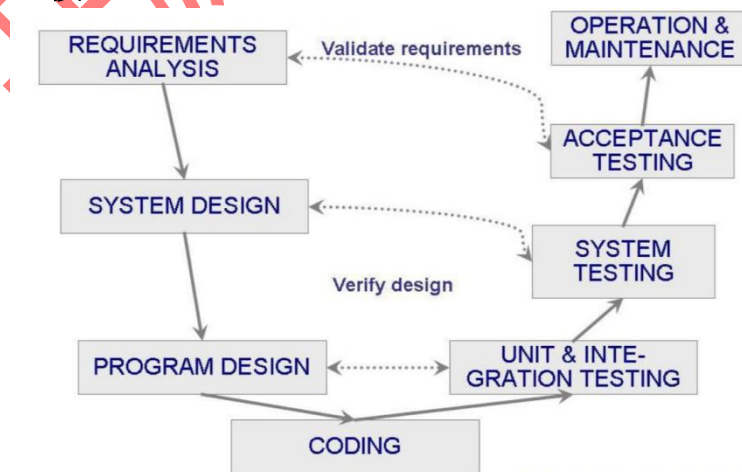 OPERATION &
MAINTENANCE
REQUIREMENTS
ANALYSIS
Validate requirements
ACCEPTANCE
TESTING
SYSTEM DESIGN
SYSTEM
TESTING
Verify design
PROGRAM DESIGN
UNIT & INTE-
GRATION TESTING
CODING